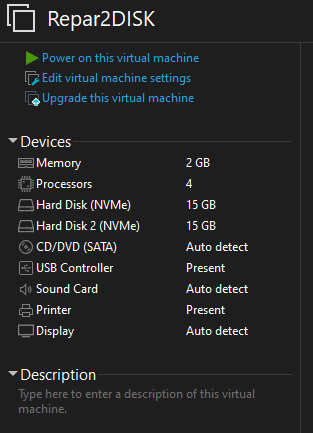 Repar2DISK
Power on this virtual machine
Edit virtual machine settings
Upgrade this virtual machine
Devices
Memory 2 GB
Processors 4
Hard Disk (NVMe) 15 GB
Hard Disk 2 (NVMe) 15 GB
CD/DVD (SATA) Auto detect
USB Controller Present
Sound Card Auto detect
Printer Present
Display Auto detect
Description
Type here to enter a description of this virtual
machine.